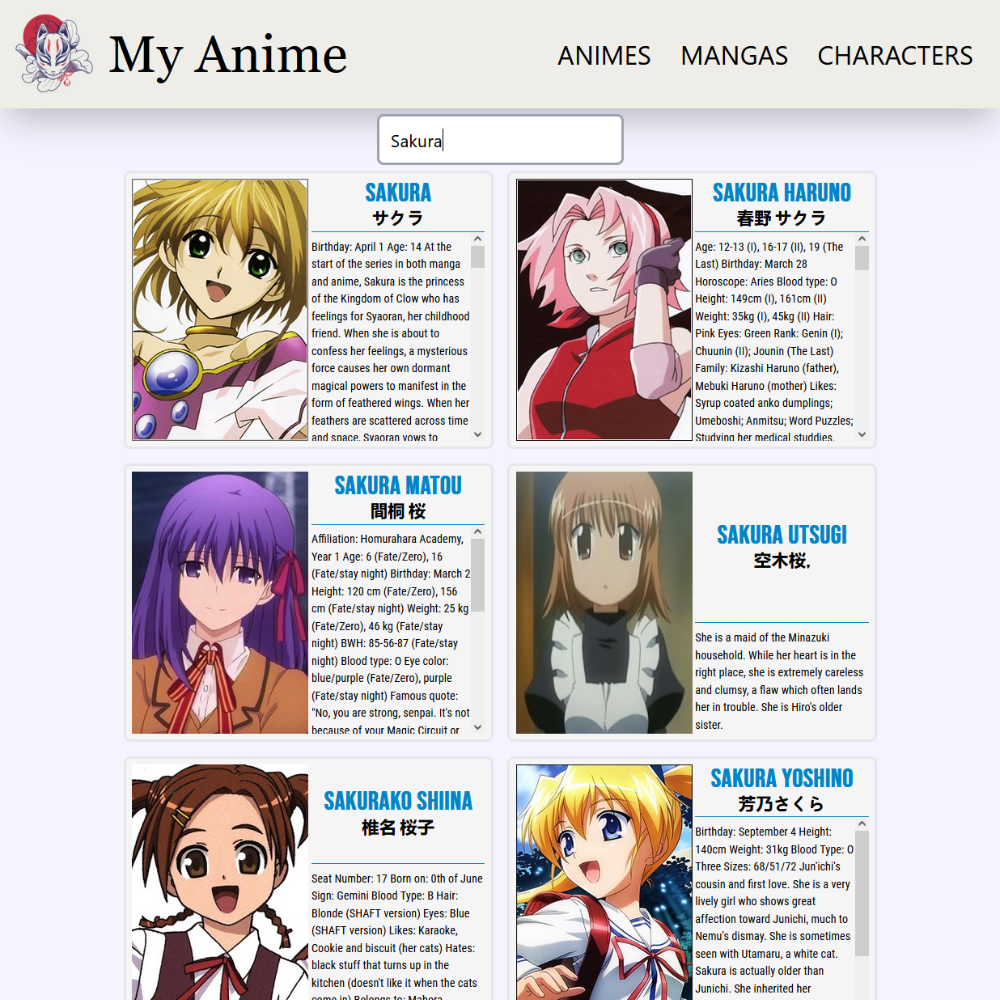 My Anime
ANIMES MANGAS CHARACTERS
Sakura
SAKURA
サクラ
Birthday: April 1 Age: 14 At the
start of the series in both manga
and anime, Sakura is the princess
of the Kingdom of Clow who has
feelings for Syaoran, her childhood
friend. When she is about to
confess her feelings, a mysterious
force causes her own dormant
magical powers to manifest in the
form of feathered wings. When her
feathers are scattered across time
and space, Syaoran vows to
SAKURA HARUNO
春野 サクラ
Age: 12-13 (I), 16-17 (II), 19 (The
Last) Birthday: March 28
Horoscope: Aries Blood type: O
Height: 149cm (I), 161cm (II)
Weight: 35kg (I), 45kg (II) Hair:
Pink Eyes: Green Rank: Genin (I);
Chuunin (II); Jounin (The Last)
Family: Kizashi Haruno (father),
Mebuki Haruno (mother) Likes:
Syrup coated anko dumplings;
Umeboshi; Anmitsu; Word Puzzles;
Studying her medical studdies,
SAKURA MATOU
間桐 桜
Affiliation: Homurahara Academy,
Year 1 Age: 6 (Fate/Zero), 16
(Fate/stay night) Birthday: March 2
Height: 120 cm (Fate/Zero), 156
cm (Fate/stay night) Weight: 25 kg
(Fate/Zero), 46 kg (Fate/stay
night) BWH: 85-56-87 (Fate/stay
night) Blood type: O Eye color:
blue/purple (Fate/Zero), purple
(Fate/stay night) Famous quote:
"No, you are strong, senpai. It's not
because of your Magic Circuit or
SAKURA UTSUGI
空木桜,
She is a maid of the Minazuki
household. While her heart is in the
right place, she is extremely careless
and clumsy, a flaw which often lands
her in trouble. She is Hiro's older
sister.
SAKURAKO SHIINA
椎名 桜子
Seat Number: 17 Born on: 0th of June
Sign: Gemini Blood Type: B Hair:
Blonde (SHAFT version) Eyes: Blue
(SHAFT version) Likes: Karaoke,
Cookie and biscuit (her cats) Hates:
black stuff that turns up in the
kitchen (doesn't like it when the cats
come in) Belongs to: Mahora
SAKURA YOSHINO
芳乃さくら
Birthday: September 4 Height:
140cm Weight: 31kg Blood Type: O
Three Sizes: 68/51/72 Jun'ichi's
cousin and first love. She is a very
lively girl who shows great
affection toward Junichi, much to
Nemu's dismay. She is sometimes
seen with Utamaru, a white cat.
Sakura is actually older than
Junichi. She inherited her